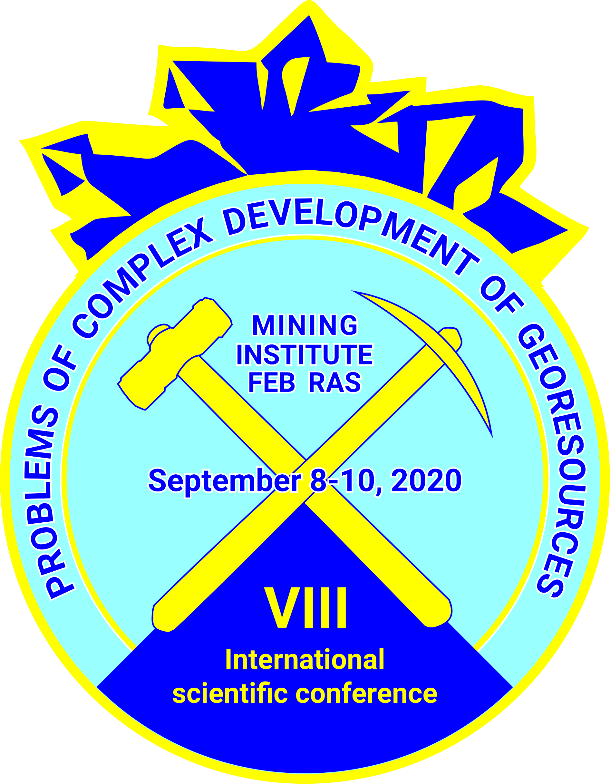 PROBLEMS OF COMPLEX DEVELOPMENT OF GEORESOURCES
MINING
INSTITUTE
FEB RAS
September 8-10, 2020
VIII
International
scientific conference